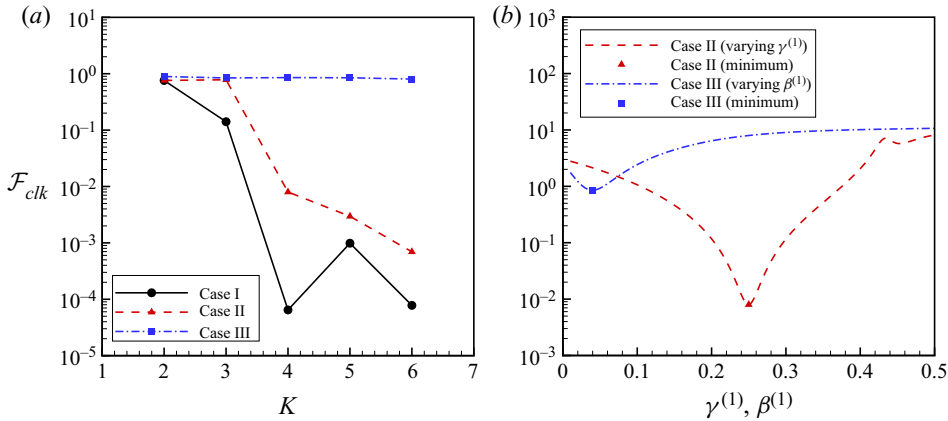 (a)
10^1
10^0
10^−1
10^−2
10^−3
10^−4
10^−5
F_clk
1 2 3 4 5 6 7
K
Case I
Case II
Case III
(b)
10^3
10^2
10^1
10^0
10^−1
10^−2
10^−3
0 0.1 0.2 0.3 0.4 0.5
γ^(1), β^(1)
Case II (varying γ^(1))
Case II (minimum)
Case III (varying β^(1))
Case III (minimum)